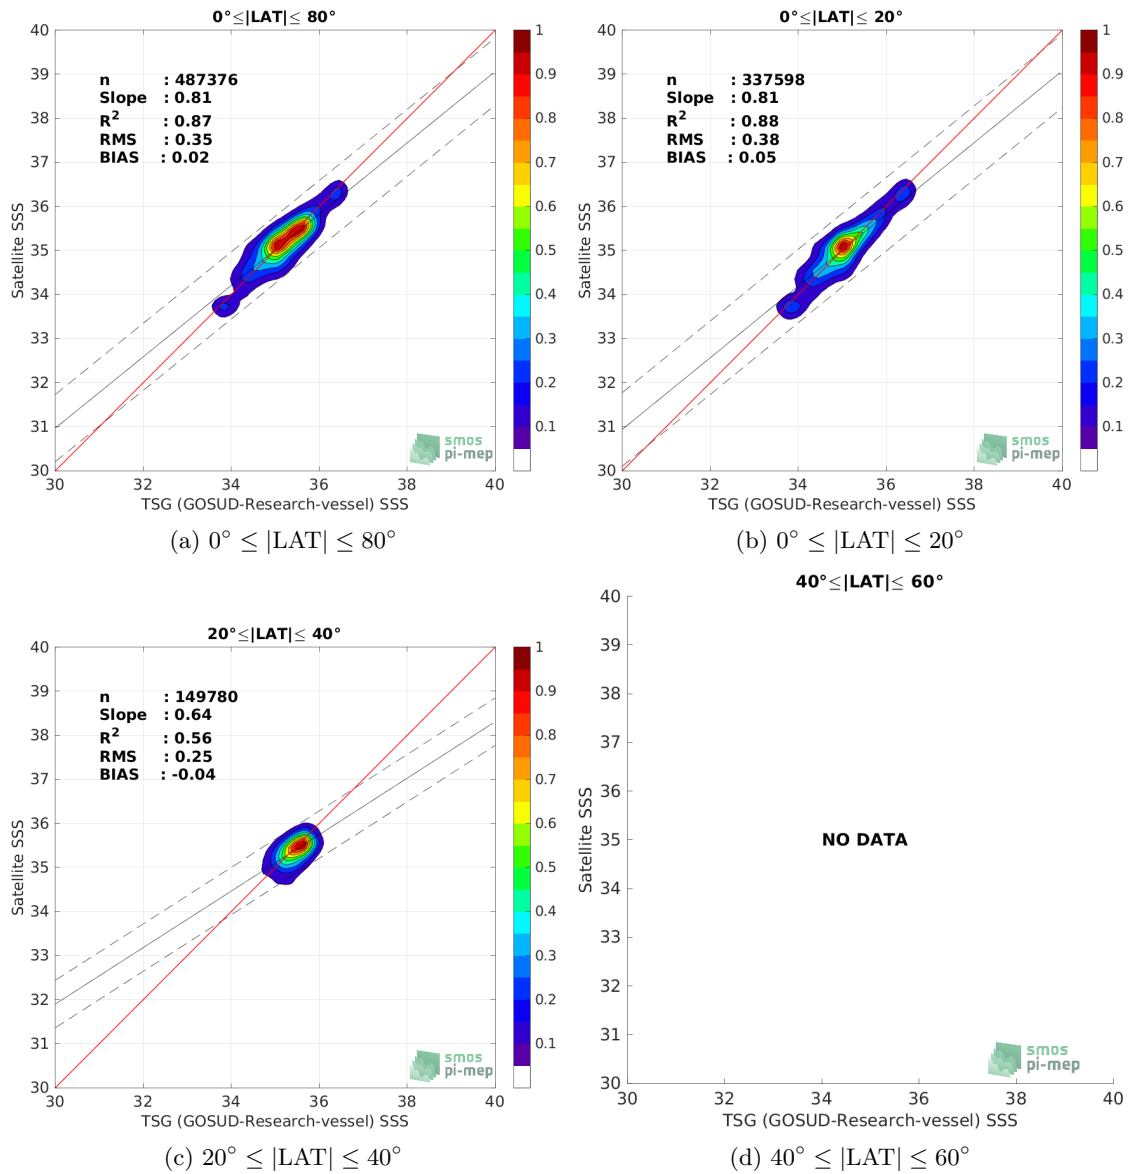 0°≤|LAT|≤ 80°
40
39
38
37
36
35
34
33
32
31
30
Satellite SSS
n : 487376
Slope : 0.81
R² : 0.87
RMS : 0.35
BIAS : 0.02
smos
pi-mep
30 32 34 36 38 40
TSG (GOSUD-Research-vessel) SSS
1
0.9
0.8
0.7
0.6
0.5
0.4
0.3
0.2
0.1
(a) 0° ≤ |LAT| ≤ 80°
0°≤|LAT|≤ 20°
40
39
38
37
36
35
34
33
32
31
30
Satellite SSS
n : 337598
Slope : 0.81
R² : 0.88
RMS : 0.38
BIAS : 0.05
smos
pi-mep
30 32 34 36 38 40
TSG (GOSUD-Research-vessel) SSS
1
0.9
0.8
0.7
0.6
0.5
0.4
0.3
0.2
0.1
(b) 0° ≤ |LAT| ≤ 20°
20°≤|LAT|≤ 40°
40
39
38
37
36
35
34
33
32
31
30
Satellite SSS
n : 149780
Slope : 0.64
R² : 0.56
RMS : 0.25
BIAS : -0.04
smos
pi-mep
30 32 34 36 38 40
TSG (GOSUD-Research-vessel) SSS
1
0.9
0.8
0.7
0.6
0.5
0.4
0.3
0.2
0.1
(c) 20° ≤ |LAT| ≤ 40°
40°≤|LAT|≤ 60°
40
39
38
37
36
35
34
33
32
31
30
Satellite SSS
NO DATA
smos
pi-mep
30 32 34 36 38 40
TSG (GOSUD-Research-vessel) SSS
(d) 40° ≤ |LAT| ≤ 60°